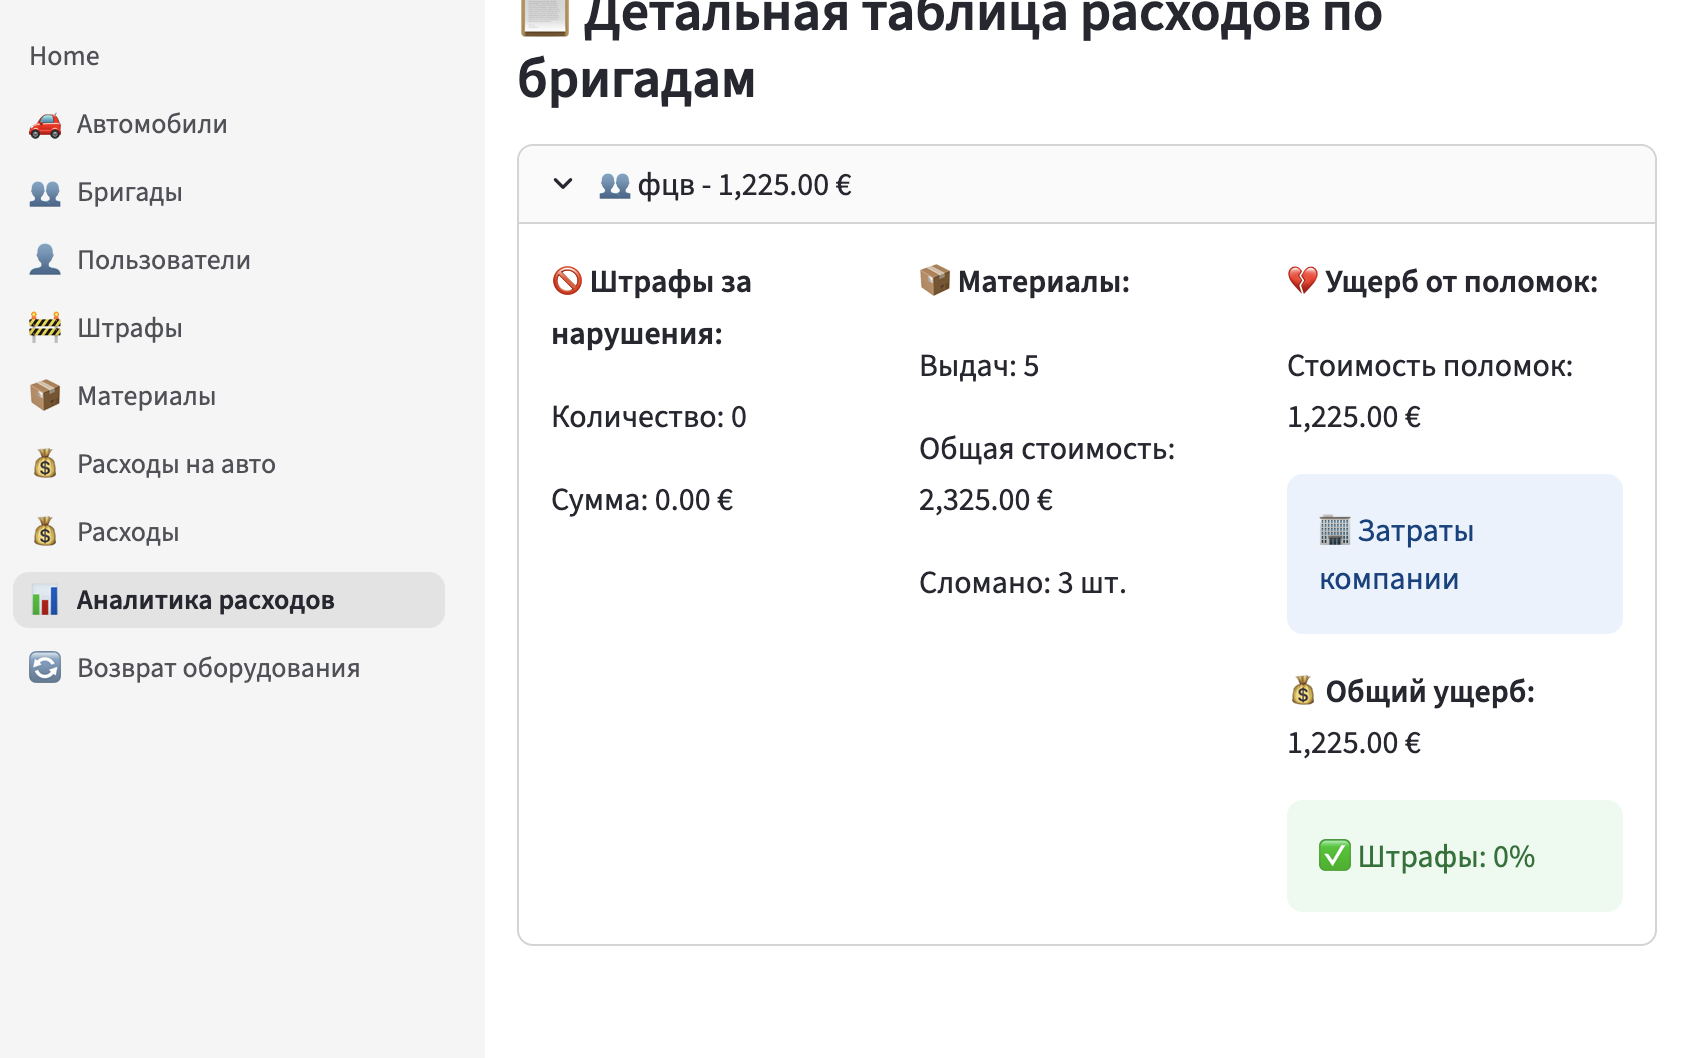 Home
Автомобили
Бригады
Пользователи
Штрафы
Материалы
Расходы на авто
Расходы
Аналитика расходов
Возврат оборудования
Детальная таблица расходов по
бригадам
фцв - 1,225.00 €
Штрафы за
нарушения:
Количество: 0
Сумма: 0.00 €
Материалы:
Выдач: 5
Общая стоимость:
2,325.00 €
Сломано: 3 шт.
Ущерб от поломок:
Стоимость поломок:
1,225.00 €
Затраты
компании
Общий ущерб:
1,225.00 €
Штрафы: 0%